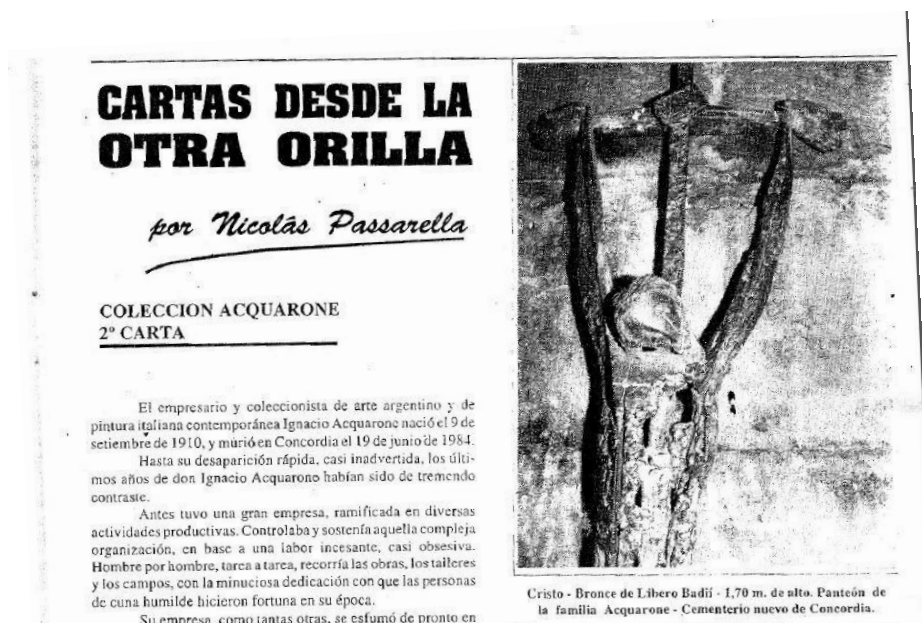 CARTAS DESDE LA
OTRA ORILLA
por Nicolás Passarella
COLECCION ACQUARONE
2º CARTA
El empresario y coleccionista de arte argentino y de
pintura italiana contemporánea Ignacio Acquarone nació el 9 de
setiembre de 1910, y murió en Concordia el 19 de junio de 1984.
Hasta su desaparición rápida, casi inadvertida, los últi-
mos años de don Ignacio Acquarono habían sido de tremendo
contraste.
Antes tuvo una gran empresa, ramificada en diversas
actividades productivas. Controlaba y sostenía aquella compleja
organización, en base a una labor incesante, casi obsesiva.
Hombre por hombre, tarea a tarea, recorría las obras, los talleres
y los campos, con la minuciosa dedicación con que las personas
de cuna humilde hicieron fortuna en su época.
Su empresa, como tantas otras, se esfumó de pronto en
Cristo - Bronce de Líbero Badíi - 1,70 m. de alto. Panteón de
la familia Acquarone - Cementerio nuevo de Concordia.